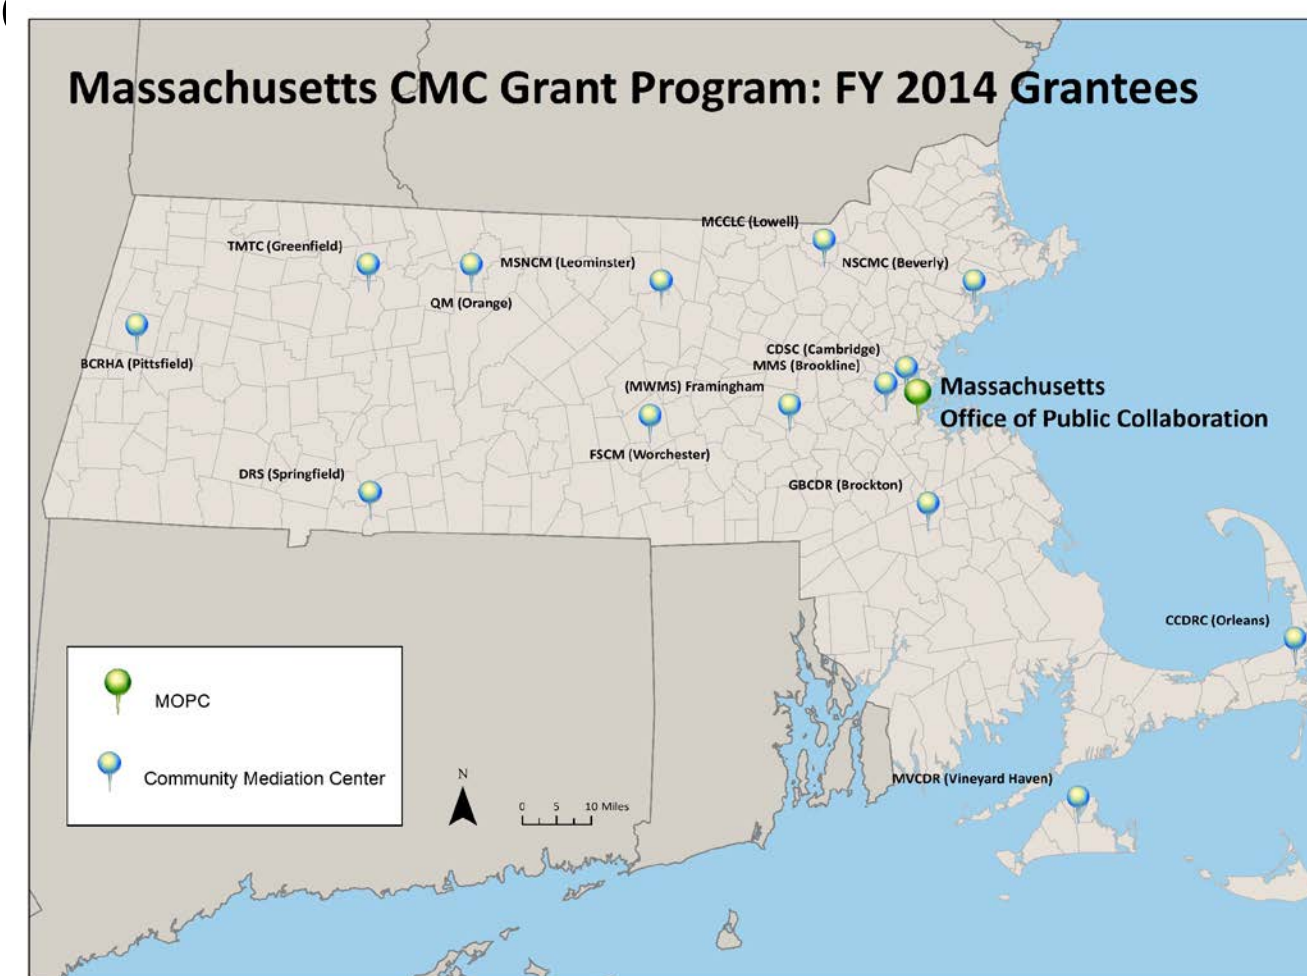 Massachusetts CMC Grant Program: FY 2014 Grantees
MCCLC (Lowell)
TMTC (Greenfield)
MSNCM (Leominster)
NSCMC (Beverly)
QM (Orange)
BCRHA (Pittsfield)
CDSC (Cambridge)
MMS (Brookline)
(MWMS) Framingham
Massachusetts
Office of Public Collaboration
FSCM (Worchester)
DRS (Springfield)
GBCDR (Brockton)
CCDRC (Orleans)
MOPC
Community Mediation Center
N
0 5 10 Miles
MVCDR (Vineyard Haven)